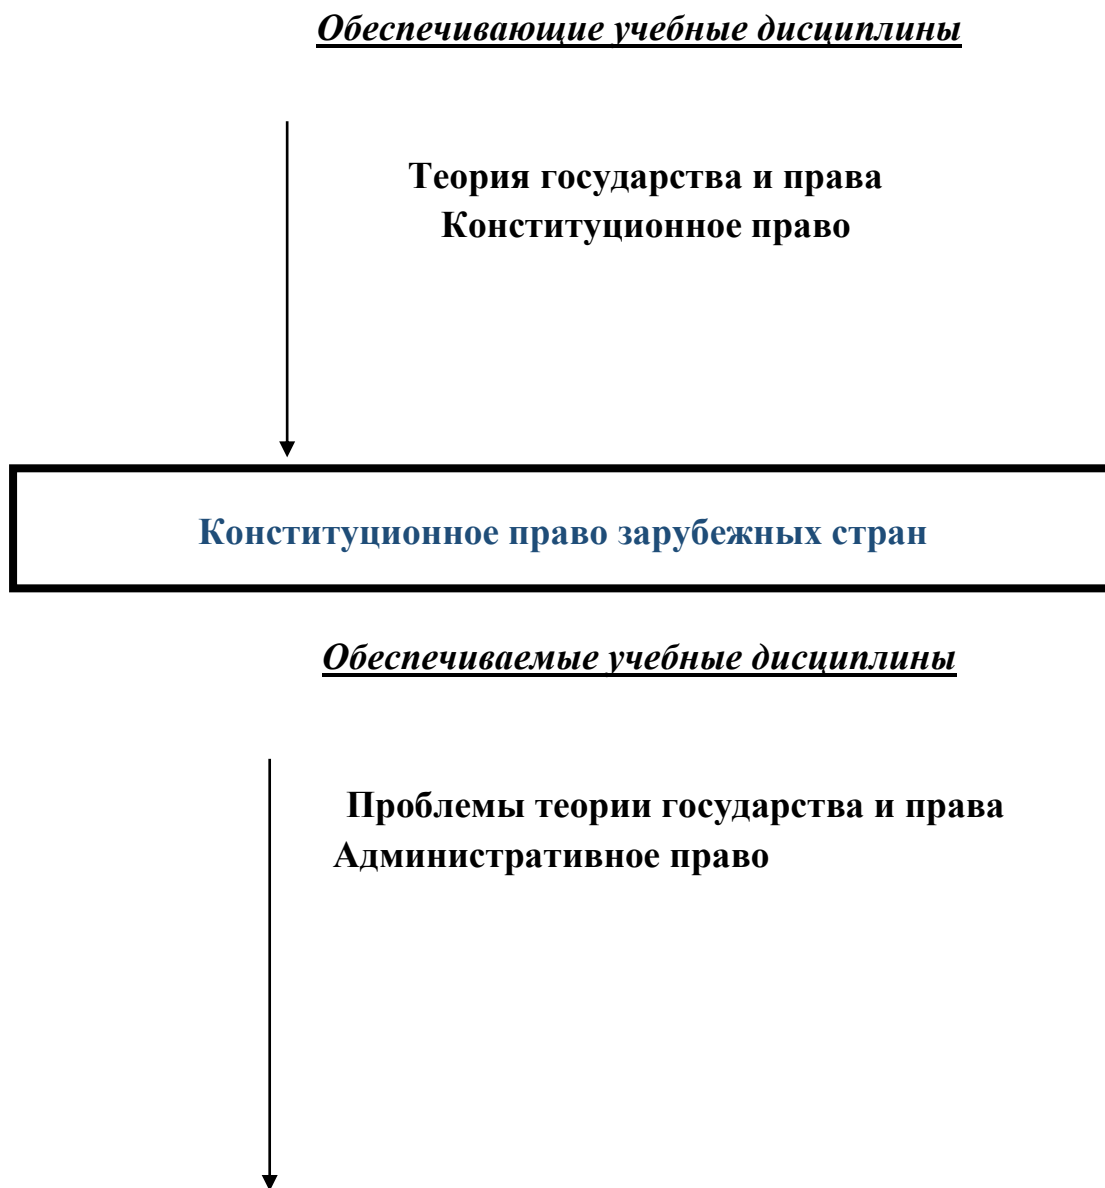 Обеспечивающие учебные дисциплины
Теория государства и права
Конституционное право
Конституционное право зарубежных стран
Обеспечиваемые учебные дисциплины
Проблемы теории государства и права
Административное право